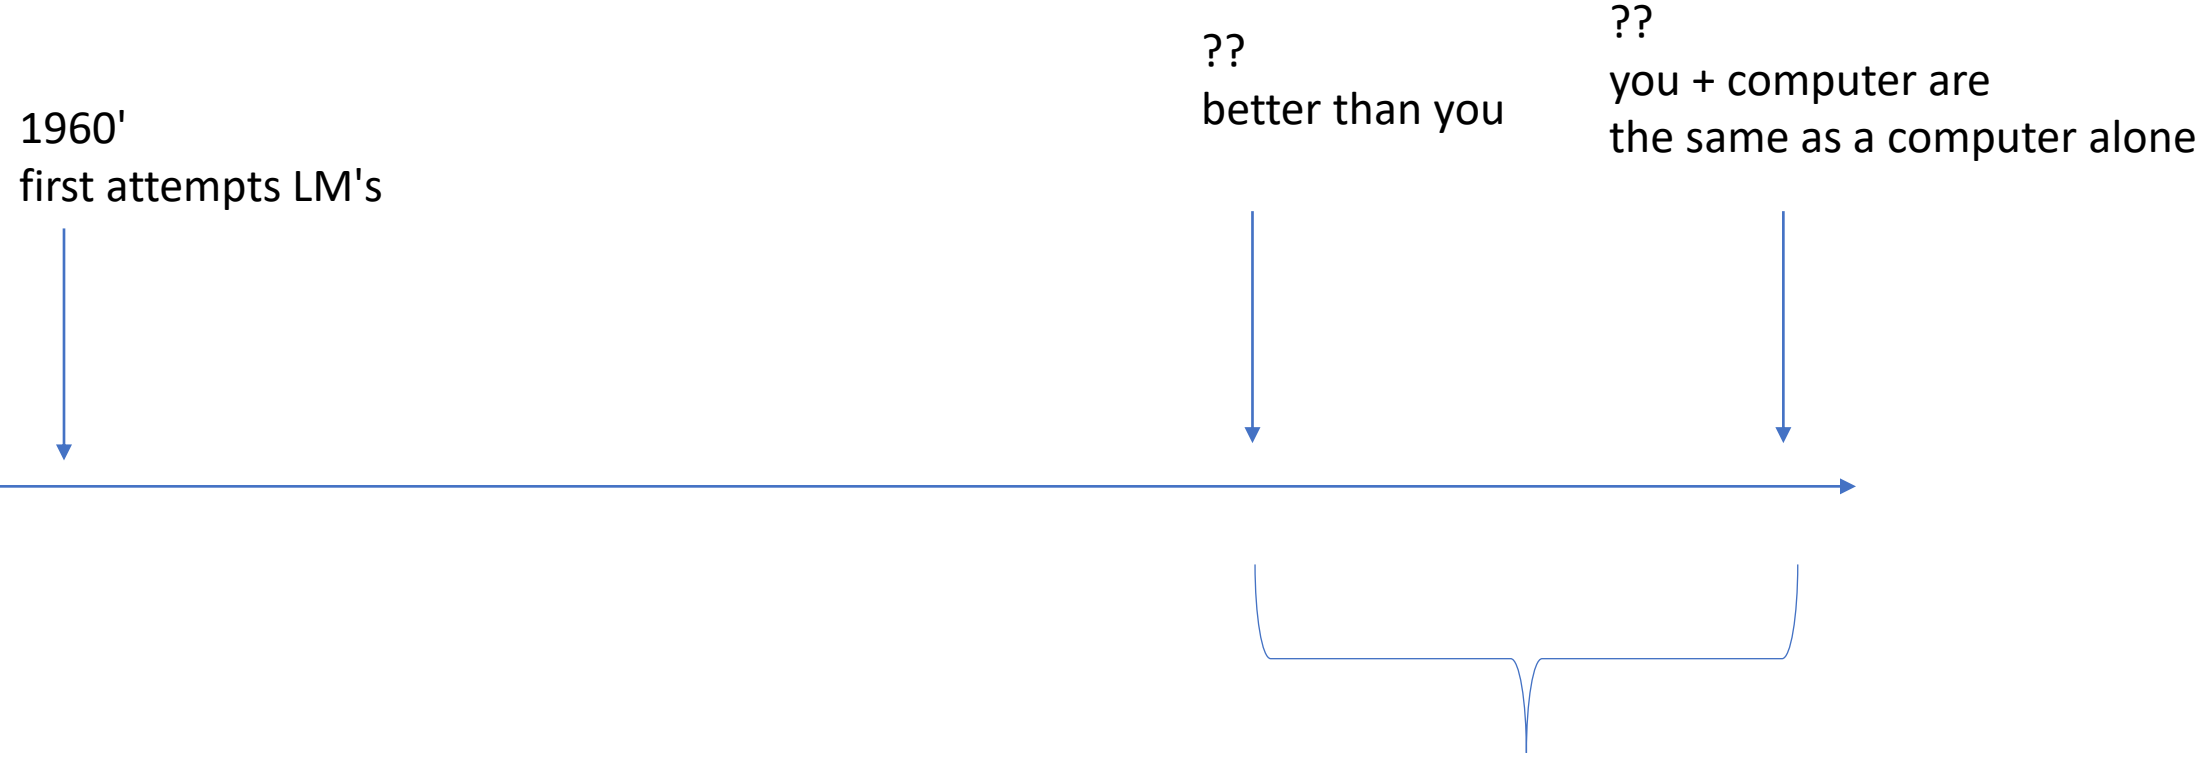 1960'
first attempts LM's
??
better than you
??
you + computer are
the same as a computer alone